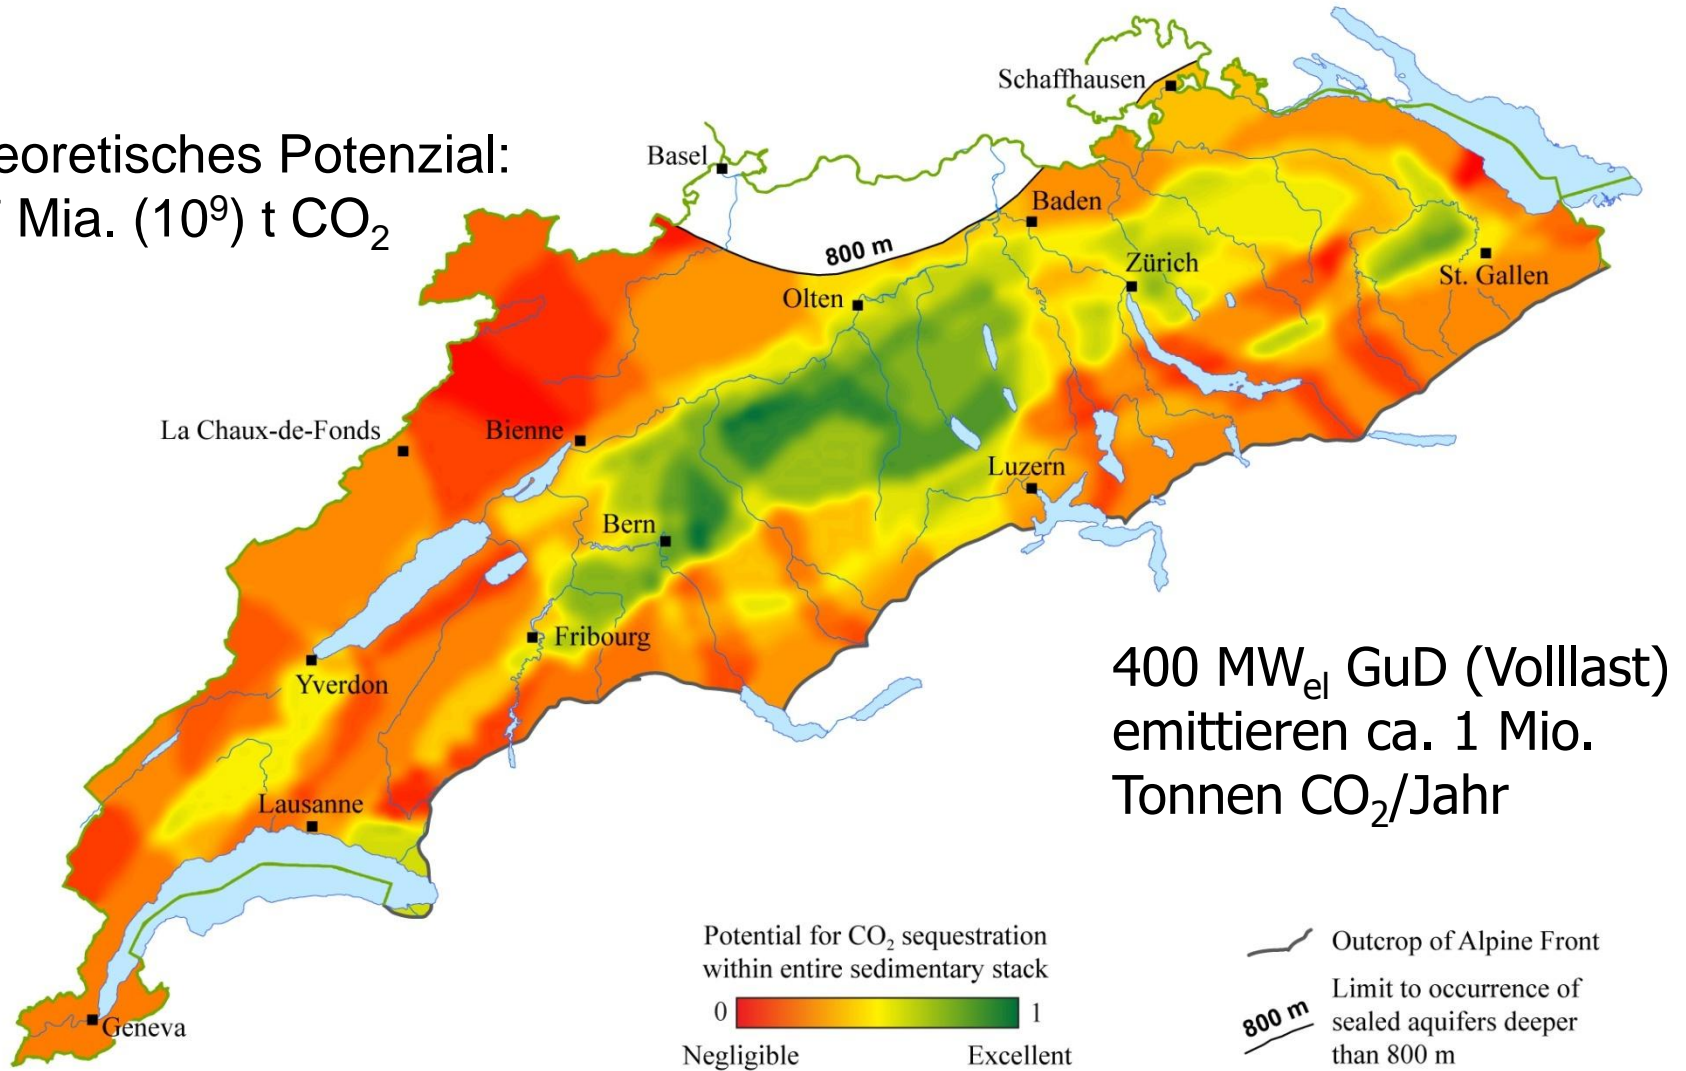 eoretisches Potenzial:
Mia. (10⁹) t CO₂
Schaffhausen
Basel
Baden
800 m
Zürich
Olten
St. Gallen
La Chaux-de-Fonds
Bienne
Luzern
Bern
Fribourg
Yverdon
400 MWel GuD (Volllast)
emittieren ca. 1 Mio.
Tonnen CO₂/Jahr
Lausanne
Geneva
Potential for CO₂ sequestration
within entire sedimentary stack
0 1
Negligible Excellent
Outcrop of Alpine Front
800 m
Limit to occurrence of
sealed aquifers deeper
than 800 m